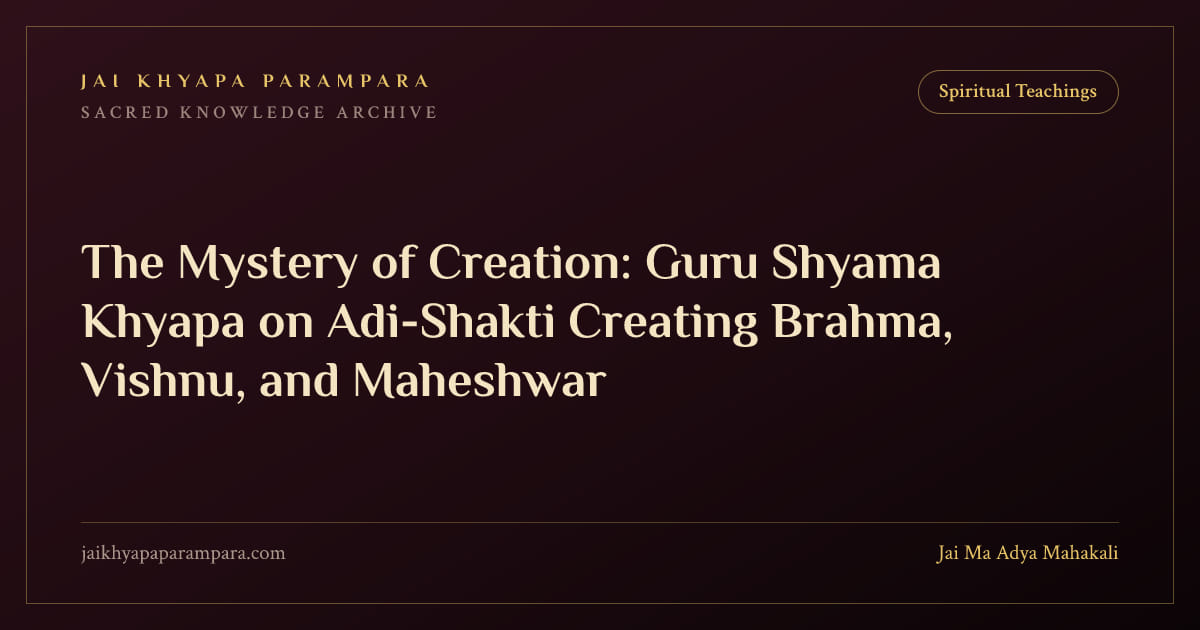 JAI KHYAPA PARAMPARA
SACRED KNOWLEDGE ARCHIVE
Spiritual Teachings
The Mystery of Creation: Guru Shyama
Khyapa on Adi-Shakti Creating Brahma,
Vishnu, and Maheshwar
jaikhyapaparampara.com
Jai Ma Adya Mahakali